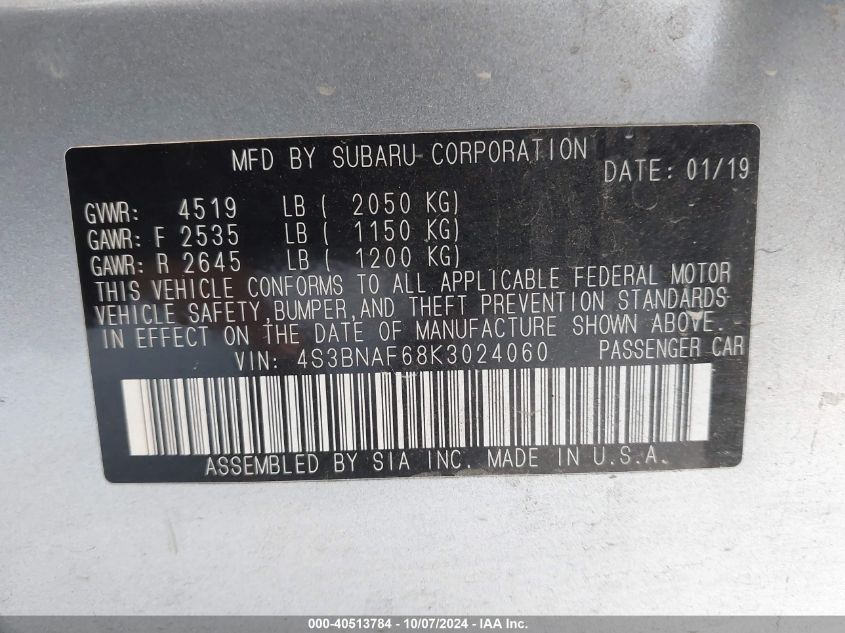 MFD BY SUBARU CORPORATION DATE: 01/19
GVWR: 4519 LB ( 2050 KG)
GAWR: F 2535 LB ( 1150 KG)
GAWR: R 2645 LB ( 1200 KG)
THIS VEHICLE CONFORMS TO ALL APPLICABLE FEDERAL MOTOR
VEHICLE SAFETY,BUMPER,AND THEFT PREVENTION STANDARDS
IN EFFECT ON THE DATE OF MANUFACTURE SHOWN ABOVE.
VIN: 4S3BNAF68K3024060 PASSENGER CAR
ASSEMBLED BY SIA INC. MADE IN U.S.A.
000-40513784 - 10/07/2024 - IAA Inc.